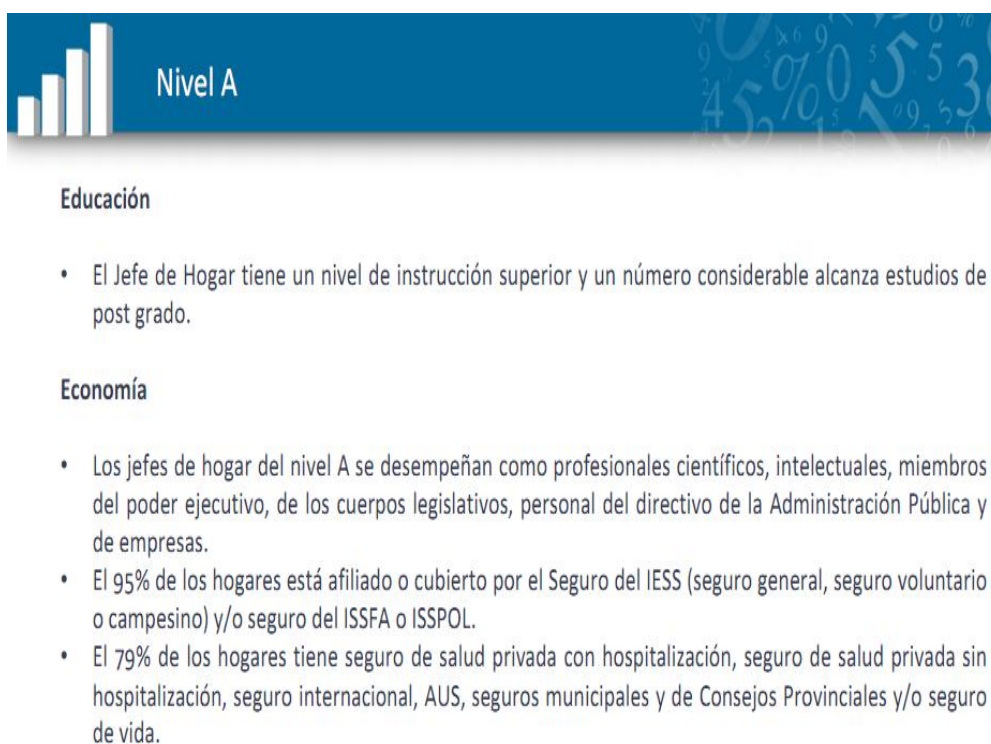 Nivel A
Educación
• El Jefe de Hogar tiene un nivel de instrucción superior y un número considerable alcanza estudios de
post grado.
Economía
• Los jefes de hogar del nivel A se desempeñan como profesionales científicos, intelectuales, miembros
del poder ejecutivo, de los cuerpos legislativos, personal del directivo de la Administración Pública y
de empresas.
• El 95% de los hogares está afiliado o cubierto por el Seguro del IESS (seguro general, seguro voluntario
o campesino) y/o seguro del ISSFA o ISSPOL.
• El 79% de los hogares tiene seguro de salud privada con hospitalización, seguro de salud privada sin
hospitalización, seguro internacional, AUS, seguros municipales y de Consejos Provinciales y/o seguro
de vida.